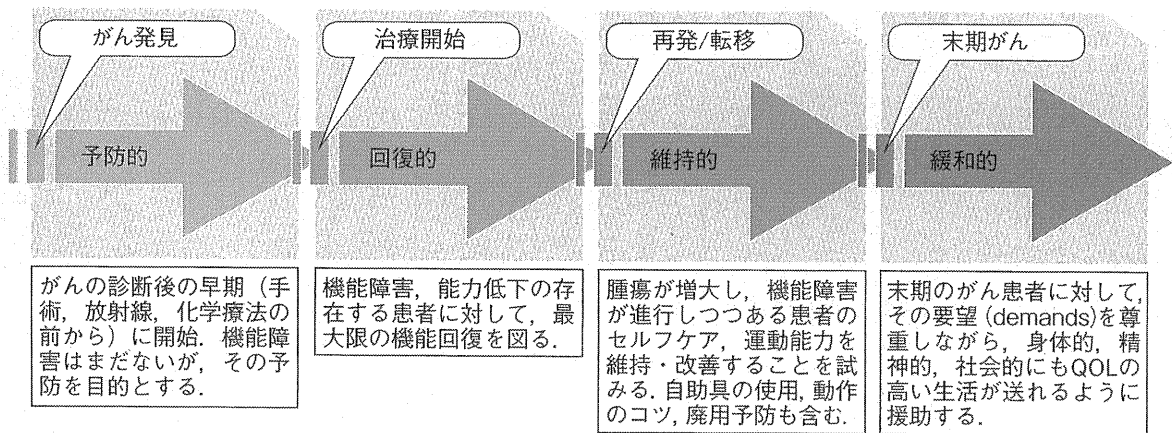 がん発見
治療開始
再発/転移
末期がん
予防的
回復的
維持的
緩和的
がんの診断後の早期（手
術，放射線，化学療法の
前から）に開始．機能障
害はまだないが，その予
防を目的とする．
機能障害，能力低下の存
在する患者に対して，最
大限の機能回復を図る．
腫瘍が増大し，機能障害
が進行しつつある患者の
セルフケア，運動能力を
維持・改善することを試
みる．自助具の使用，動作
のコツ，廃用予防も含む．
末期のがん患者に対して，
その要望（demands）を尊
重しながら，身体的，精
神的，社会的にもQOLの
高い生活が送れるように
援助する．